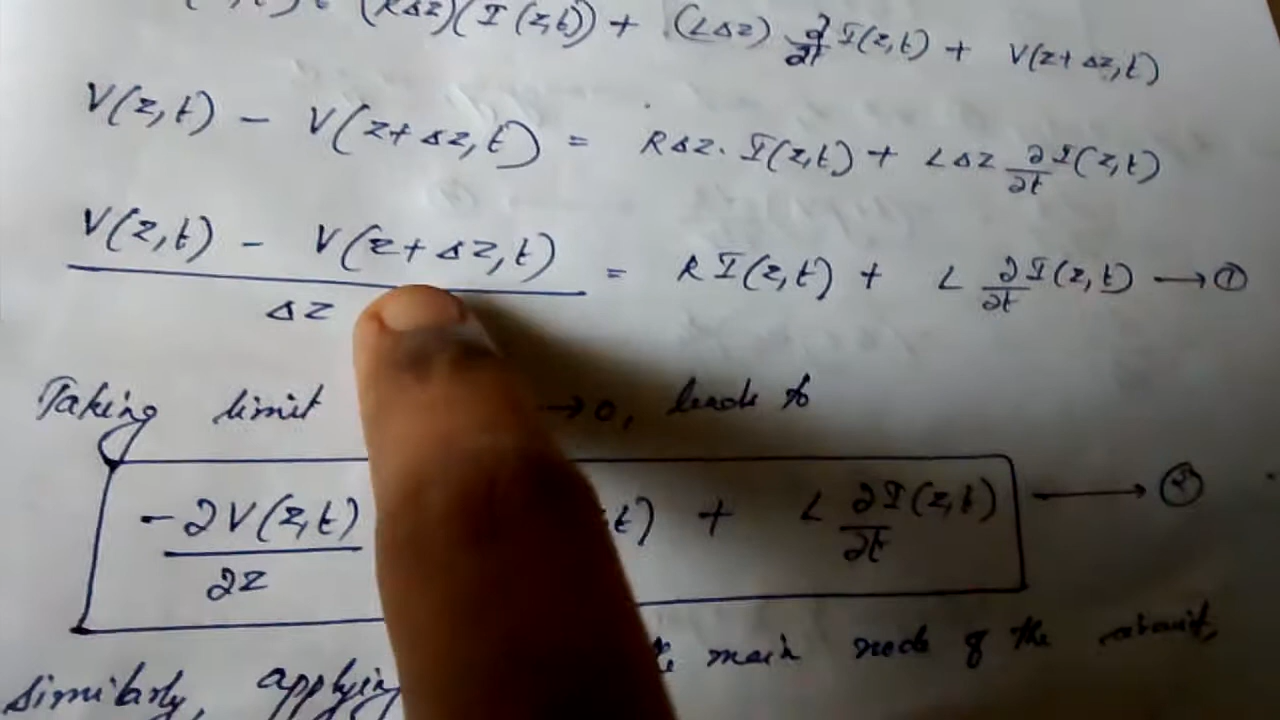 (RΔz)(I(z,t)) + (LΔz) ∂/∂t I(z,t) + V(z+Δz,t)
V(z,t) - V(z+Δz,t) = RΔz. I(z,t) + LΔz ∂/∂t I(z,t)
V(z,t) - V(z+Δz,t) / Δz = R I(z,t) + L ∂/∂t I(z,t) → ①
Taking limit →0, leads to
-∂V(z,t)/∂z t) + L ∂I(z,t)/∂t → ②
Similarly, applying main node of the circuit,